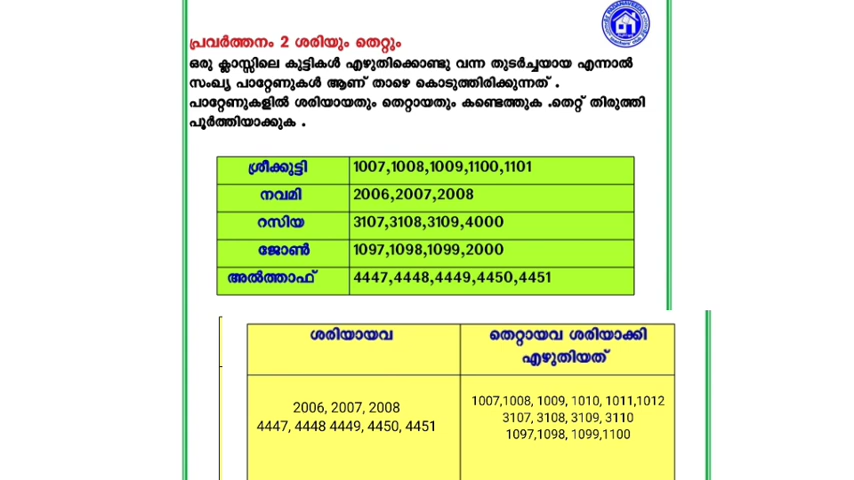 പ്രവർത്തനം 2 ശരിയും തെറ്റും
ഒരു ക്ലാസ്സിലെ കുട്ടികൾ എഴുതിക്കൊണ്ടു വന്ന തുടർച്ചയായ എന്നാൽ
സംഖ്യ പാറ്റേണുകൾ ആണ് താഴെ കൊടുത്തിരിക്കുന്നത് .
പാറ്റേണുകളിൽ ശരിയായതും തെറ്റായതും കണ്ടെത്തുക .തെറ്റ് തിരുത്തി
പൂർത്തിയാക്കുക .
ശ്രീക്കുട്ടി 1007,1008,1009,1100,1101
നവമി 2006,2007,2008
റസിയ 3107,3108,3109,4000
ജോൺ 1097,1098,1099,2000
അൽത്താഫ് 4447,4448,4449,4450,4451
ശരിയായവ തെറ്റായവ ശരിയാക്കി
എഴുതിയത്
2006, 2007, 2008
4447, 4448 4449, 4450, 4451
1007,1008, 1009, 1010, 1011,1012
3107, 3108, 3109, 3110
1097,1098, 1099,1100